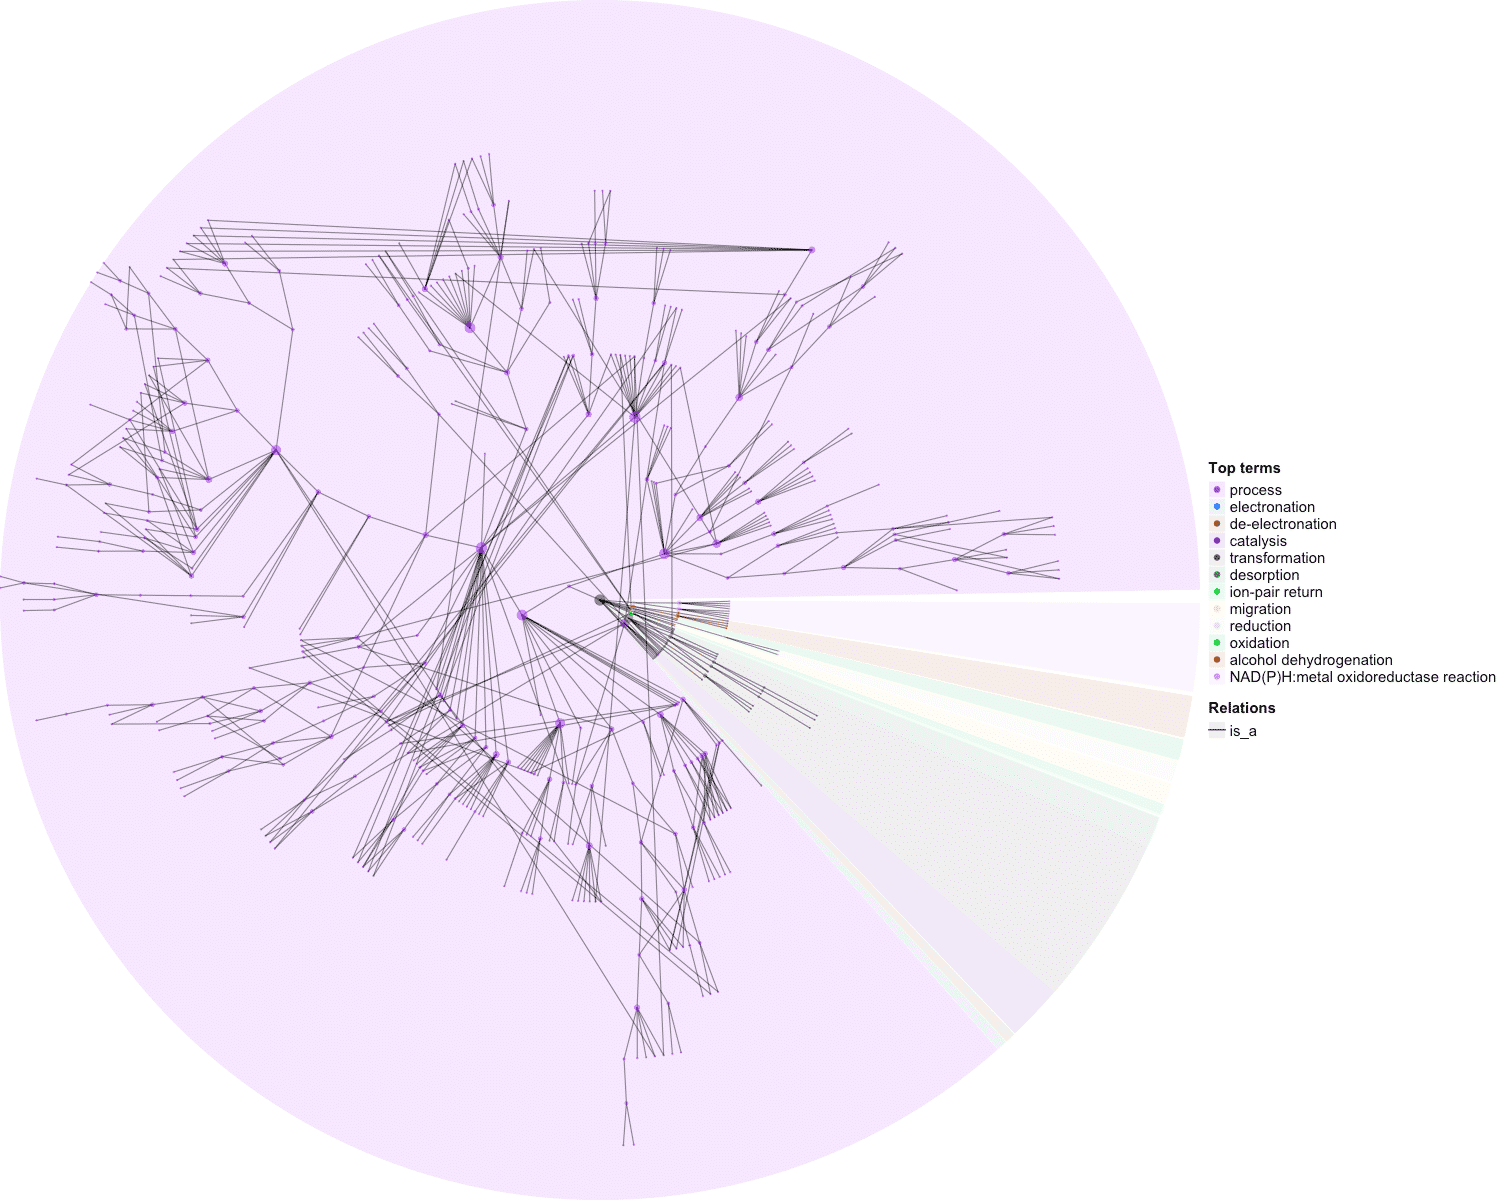 Top terms
process
electronation
de-electronation
catalysis
transformation
desorption
ion-pair return
migration
reduction
oxidation
alcohol dehydrogenation
NAD(P)H:metal oxidoreductase reaction
Relations
is_a